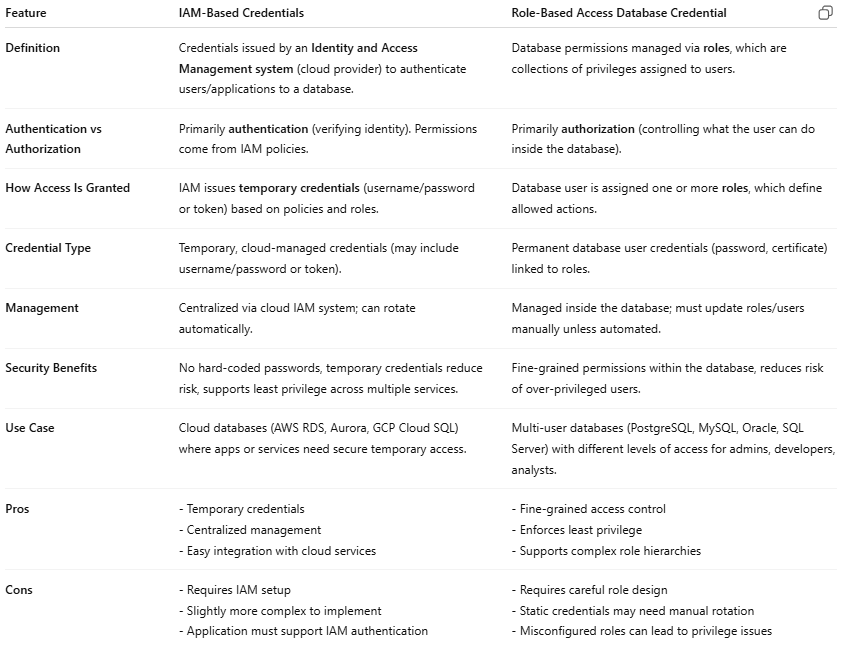 Feature IAM-Based Credentials Role-Based Access Database Credential
Definition Credentials issued by an Identity and Access Database permissions managed via roles, which are
Management system (cloud provider) to authenticate collections of privileges assigned to users.
users/applications to a database.
Authentication vs Primarily authentication (verifying identity). Permissions Primarily authorization (controlling what the user can do
Authorization come from IAM policies. inside the database).
How Access Is Granted IAM issues temporary credentials (username/password Database user is assigned one or more roles, which define
or token) based on policies and roles. allowed actions.
Credential Type Temporary, cloud-managed credentials (may include Permanent database user credentials (password, certificate)
username/password or token). linked to roles.
Management Centralized via cloud IAM system; can rotate Managed inside the database; must update roles/users
automatically. manually unless automated.
Security Benefits No hard-coded passwords, temporary credentials reduce Fine-grained permissions within the database, reduces risk
risk, supports least privilege across multiple services. of over-privileged users.
Use Case Cloud databases (AWS RDS, Aurora, GCP Cloud SQL) Multi-user databases (PostgreSQL, MySQL, Oracle, SQL
where apps or services need secure temporary access. Server) with different levels of access for admins, developers,
analysts.
Pros - Temporary credentials - Fine-grained access control
- Centralized management - Enforces least privilege
- Easy integration with cloud services - Supports complex role hierarchies
Cons - Requires IAM setup - Requires careful role design
- Slightly more complex to implement - Static credentials may need manual rotation
- Application must support IAM authentication - Misconfigured roles can lead to privilege issues